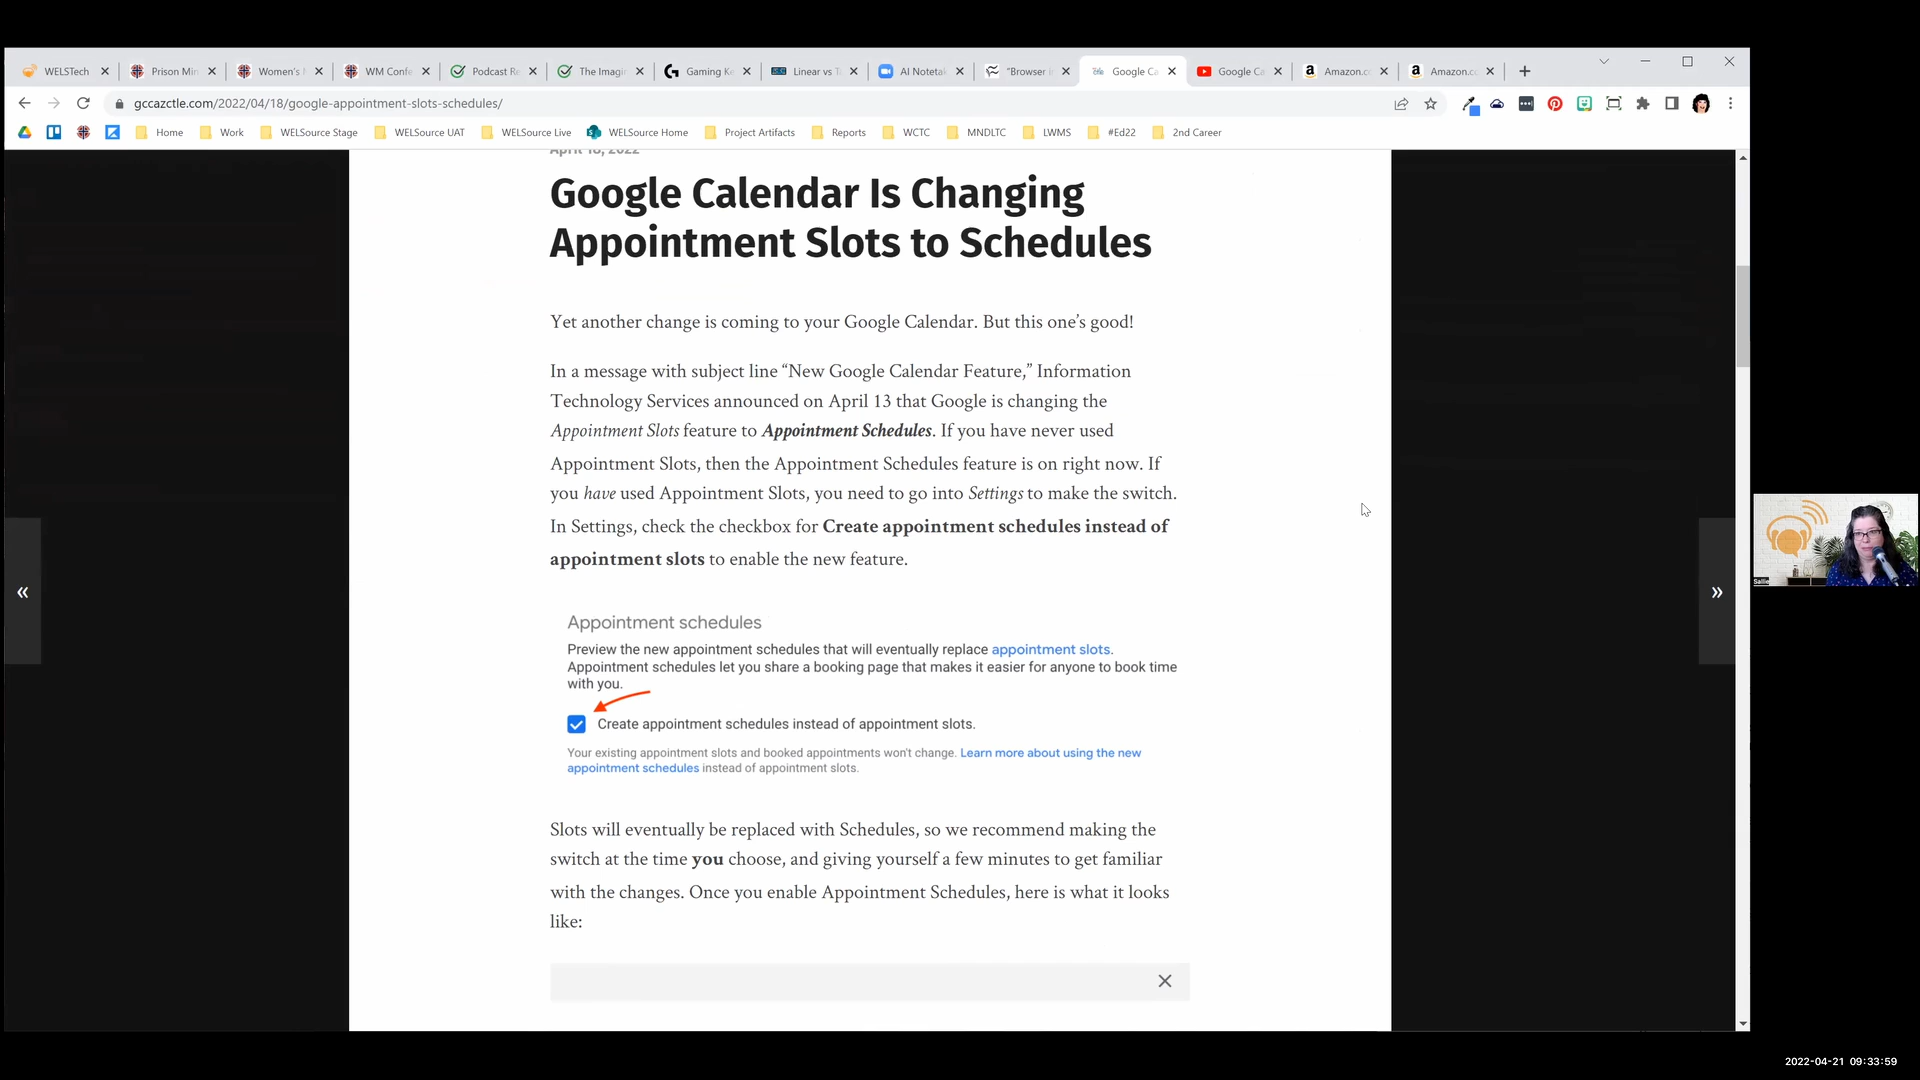 WELSTech
Prison Min
Women's
WM Confe
Podcast Re
The Imagin
Gaming Ke
Linear vs T
AI Notetak
"Browser
Google Ca
Google Ca
Amazon.c
Amazon.co
gccazctle.com/2022/04/18/google-appointment-slots-schedules/
Home
Work
WELSource Stage
WELSource UAT
WELSource Live
WELSource Home
Project Artifacts
Reports
WCTC
MNDLTC
LWMS
#Ed22
2nd Career
April 18, 2022
Google Calendar Is Changing
Appointment Slots to Schedules
Yet another change is coming to your Google Calendar. But this one's good!
In a message with subject line “New Google Calendar Feature,” Information
Technology Services announced on April 13 that Google is changing the
Appointment Slots feature to Appointment Schedules. If you have never used
Appointment Slots, then the Appointment Schedules feature is on right now. If
you have used Appointment Slots, you need to go into Settings to make the switch.
In Settings, check the checkbox for Create appointment schedules instead of
appointment slots to enable the new feature.
Appointment schedules
Preview the new appointment schedules that will eventually replace appointment slots.
Appointment schedules let you share a booking page that makes it easier for anyone to book time
with you.
Create appointment schedules instead of appointment slots.
Your existing appointment slots and booked appointments won't change. Learn more about using the new
appointment schedules instead of appointment slots.
Slots will eventually be replaced with Schedules, so we recommend making the
switch at the time you choose, and giving yourself a few minutes to get familiar
with the changes. Once you enable Appointment Schedules, here is what it looks
like:
Sallie
2022-04-21 09:33:59